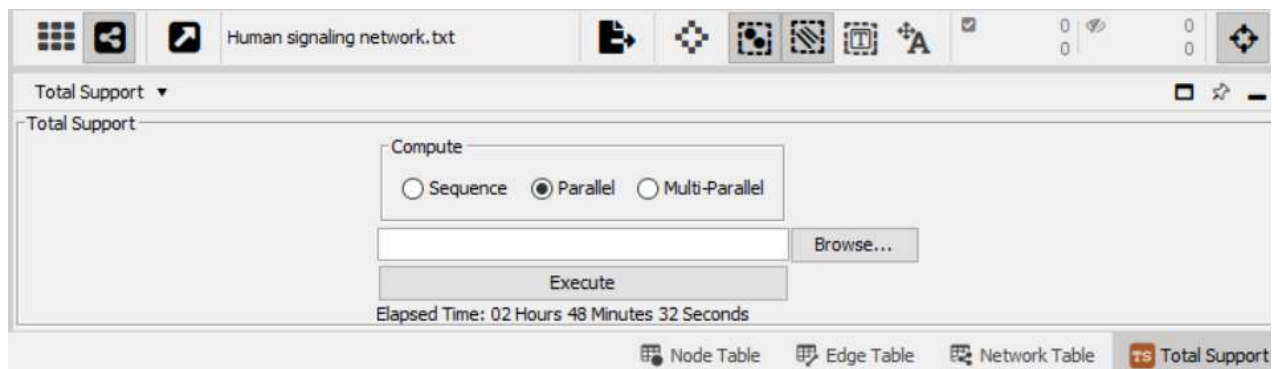 Human signaling network.txt T A 0 0
0 0
Total Support ▼
Total Support
Compute
Sequence Parallel Multi-Parallel
Browse...
Execute
Elapsed Time: 02 Hours 48 Minutes 32 Seconds
Node Table Edge Table Network Table TS Total Support